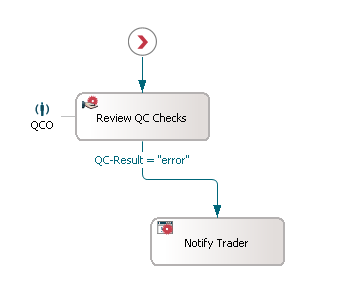 Review QC Checks
QCO
QC-Result = "error"
Notify Trader